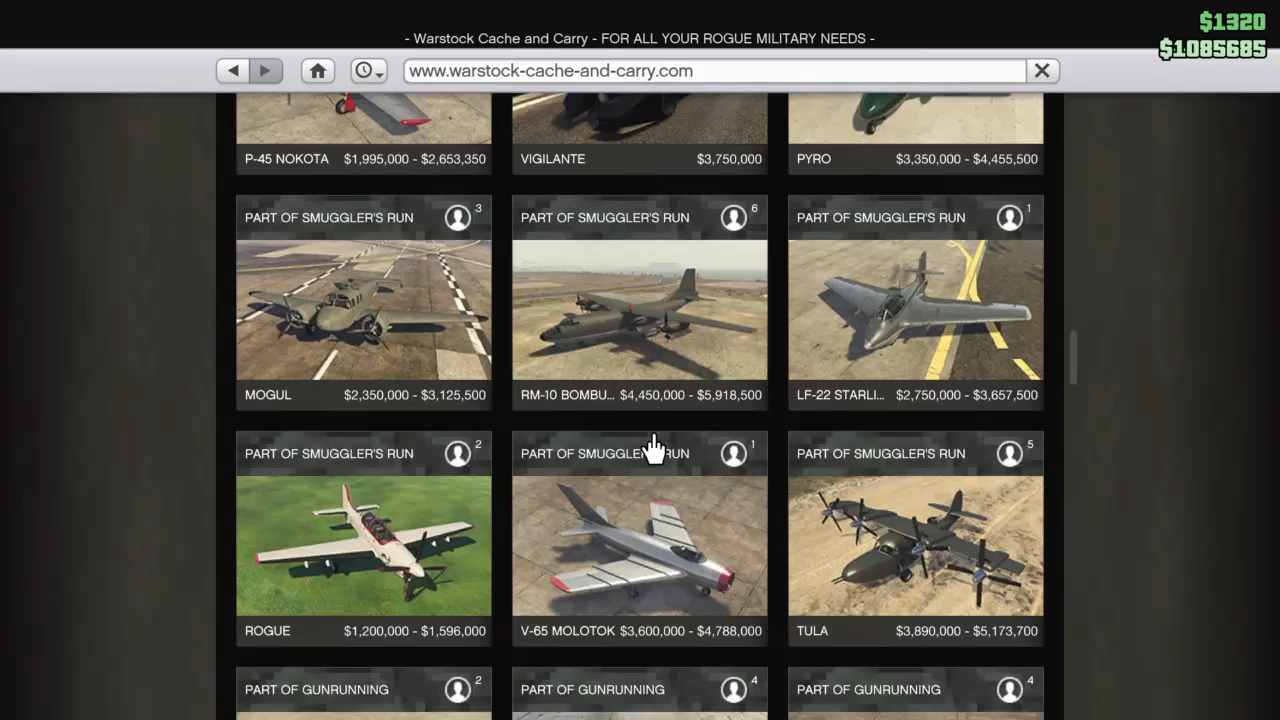 $1320
- Warstock Cache and Carry - FOR ALL YOUR ROGUE MILITARY NEEDS -
$1085685
www.warstock-cache-and-carry.com
P-45 NOKOTA $1,995,000 - $2,653,350
VIGILANTE $3,750,000
PYRO $3,350,000 - $4,455,500
PART OF SMUGGLER'S RUN 3
PART OF SMUGGLER'S RUN 6
PART OF SMUGGLER'S RUN 1
MOGUL $2,350,000 - $3,125,500
RM-10 BOMBU... $4,450,000 - $5,918,500
LF-22 STARLI... $2,750,000 - $3,657,500
PART OF SMUGGLER'S RUN 2
PART OF SMUGGLER'S RUN 1
PART OF SMUGGLER'S RUN 5
ROGUE $1,200,000 - $1,596,000
V-65 MOLOTOK $3,600,000 - $4,788,000
TULA $3,890,000 - $5,173,700
PART OF GUNRUNNING 2
PART OF GUNRUNNING 4
PART OF GUNRUNNING 4